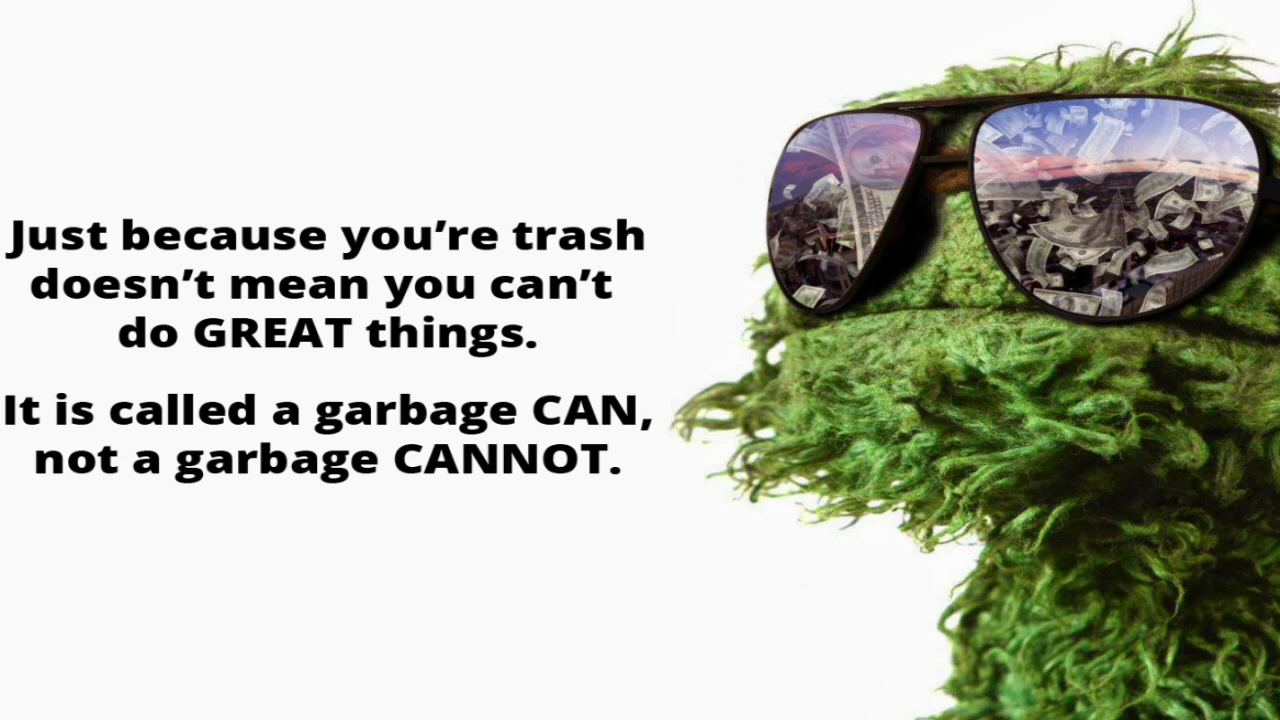 Just because you’re trash
doesn’t mean you can’t
do GREAT things.
It is called a garbage CAN,
not a garbage CANNOT.